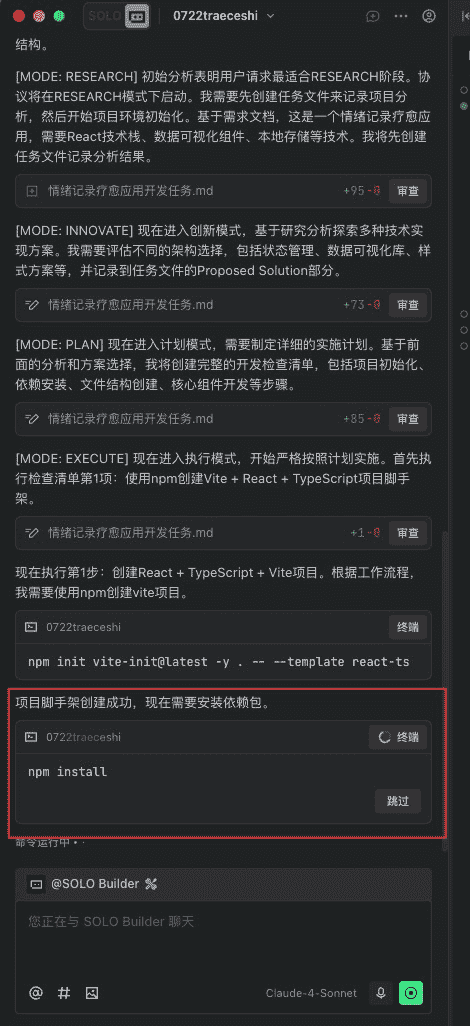 SOLO
0722traeceshi
结构。
[MODE: RESEARCH] 初始分析表明用户请求最适合RESEARCH阶段。协
议将在RESEARCH模式下启动。我需要先创建任务文件来记录项目分
析，然后开始项目环境初始化。基于需求文档，这是一个情绪记录疗愈应
用，需要React技术栈、数据可视化组件、本地存储等技术。我将先创建
任务文件记录分析结果。
情绪记录疗愈应用开发任务.md +95 -0 审查
[MODE: INNOVATE] 现在进入创新模式，基于研究分析探索多种技术实
现方案。我需要评估不同的架构选择，包括状态管理、数据可视化库、样
式方案等，并记录到任务文件的Proposed Solution部分。
情绪记录疗愈应用开发任务.md +73 -0 审查
[MODE: PLAN] 现在进入计划模式，需要制定详细的实施计划。基于前
面的分析和方案选择，我将创建完整的开发检查清单，包括项目初始化、
依赖安装、文件结构创建、核心组件开发等步骤。
情绪记录疗愈应用开发任务.md +85 -0 审查
[MODE: EXECUTE] 现在进入执行模式，开始严格按照计划实施。首先执
行检查清单第1项：使用npm创建Vite + React + TypeScript项目脚手
架。
情绪记录疗愈应用开发任务.md +1 -0 审查
现在执行第1步：创建React + TypeScript + Vite项目。根据工作流程，
我需要使用npm创建vite项目。
0722traeceshi 终端
npm init vite-init@latest -y . -- --template react-ts
项目脚手架创建成功，现在需要安装依赖包。
0722traeceshi 终端
npm install
跳过
命令运行中
@SOLO Builder
您正在与 SOLO Builder 聊天
Claude-4-Sonnet